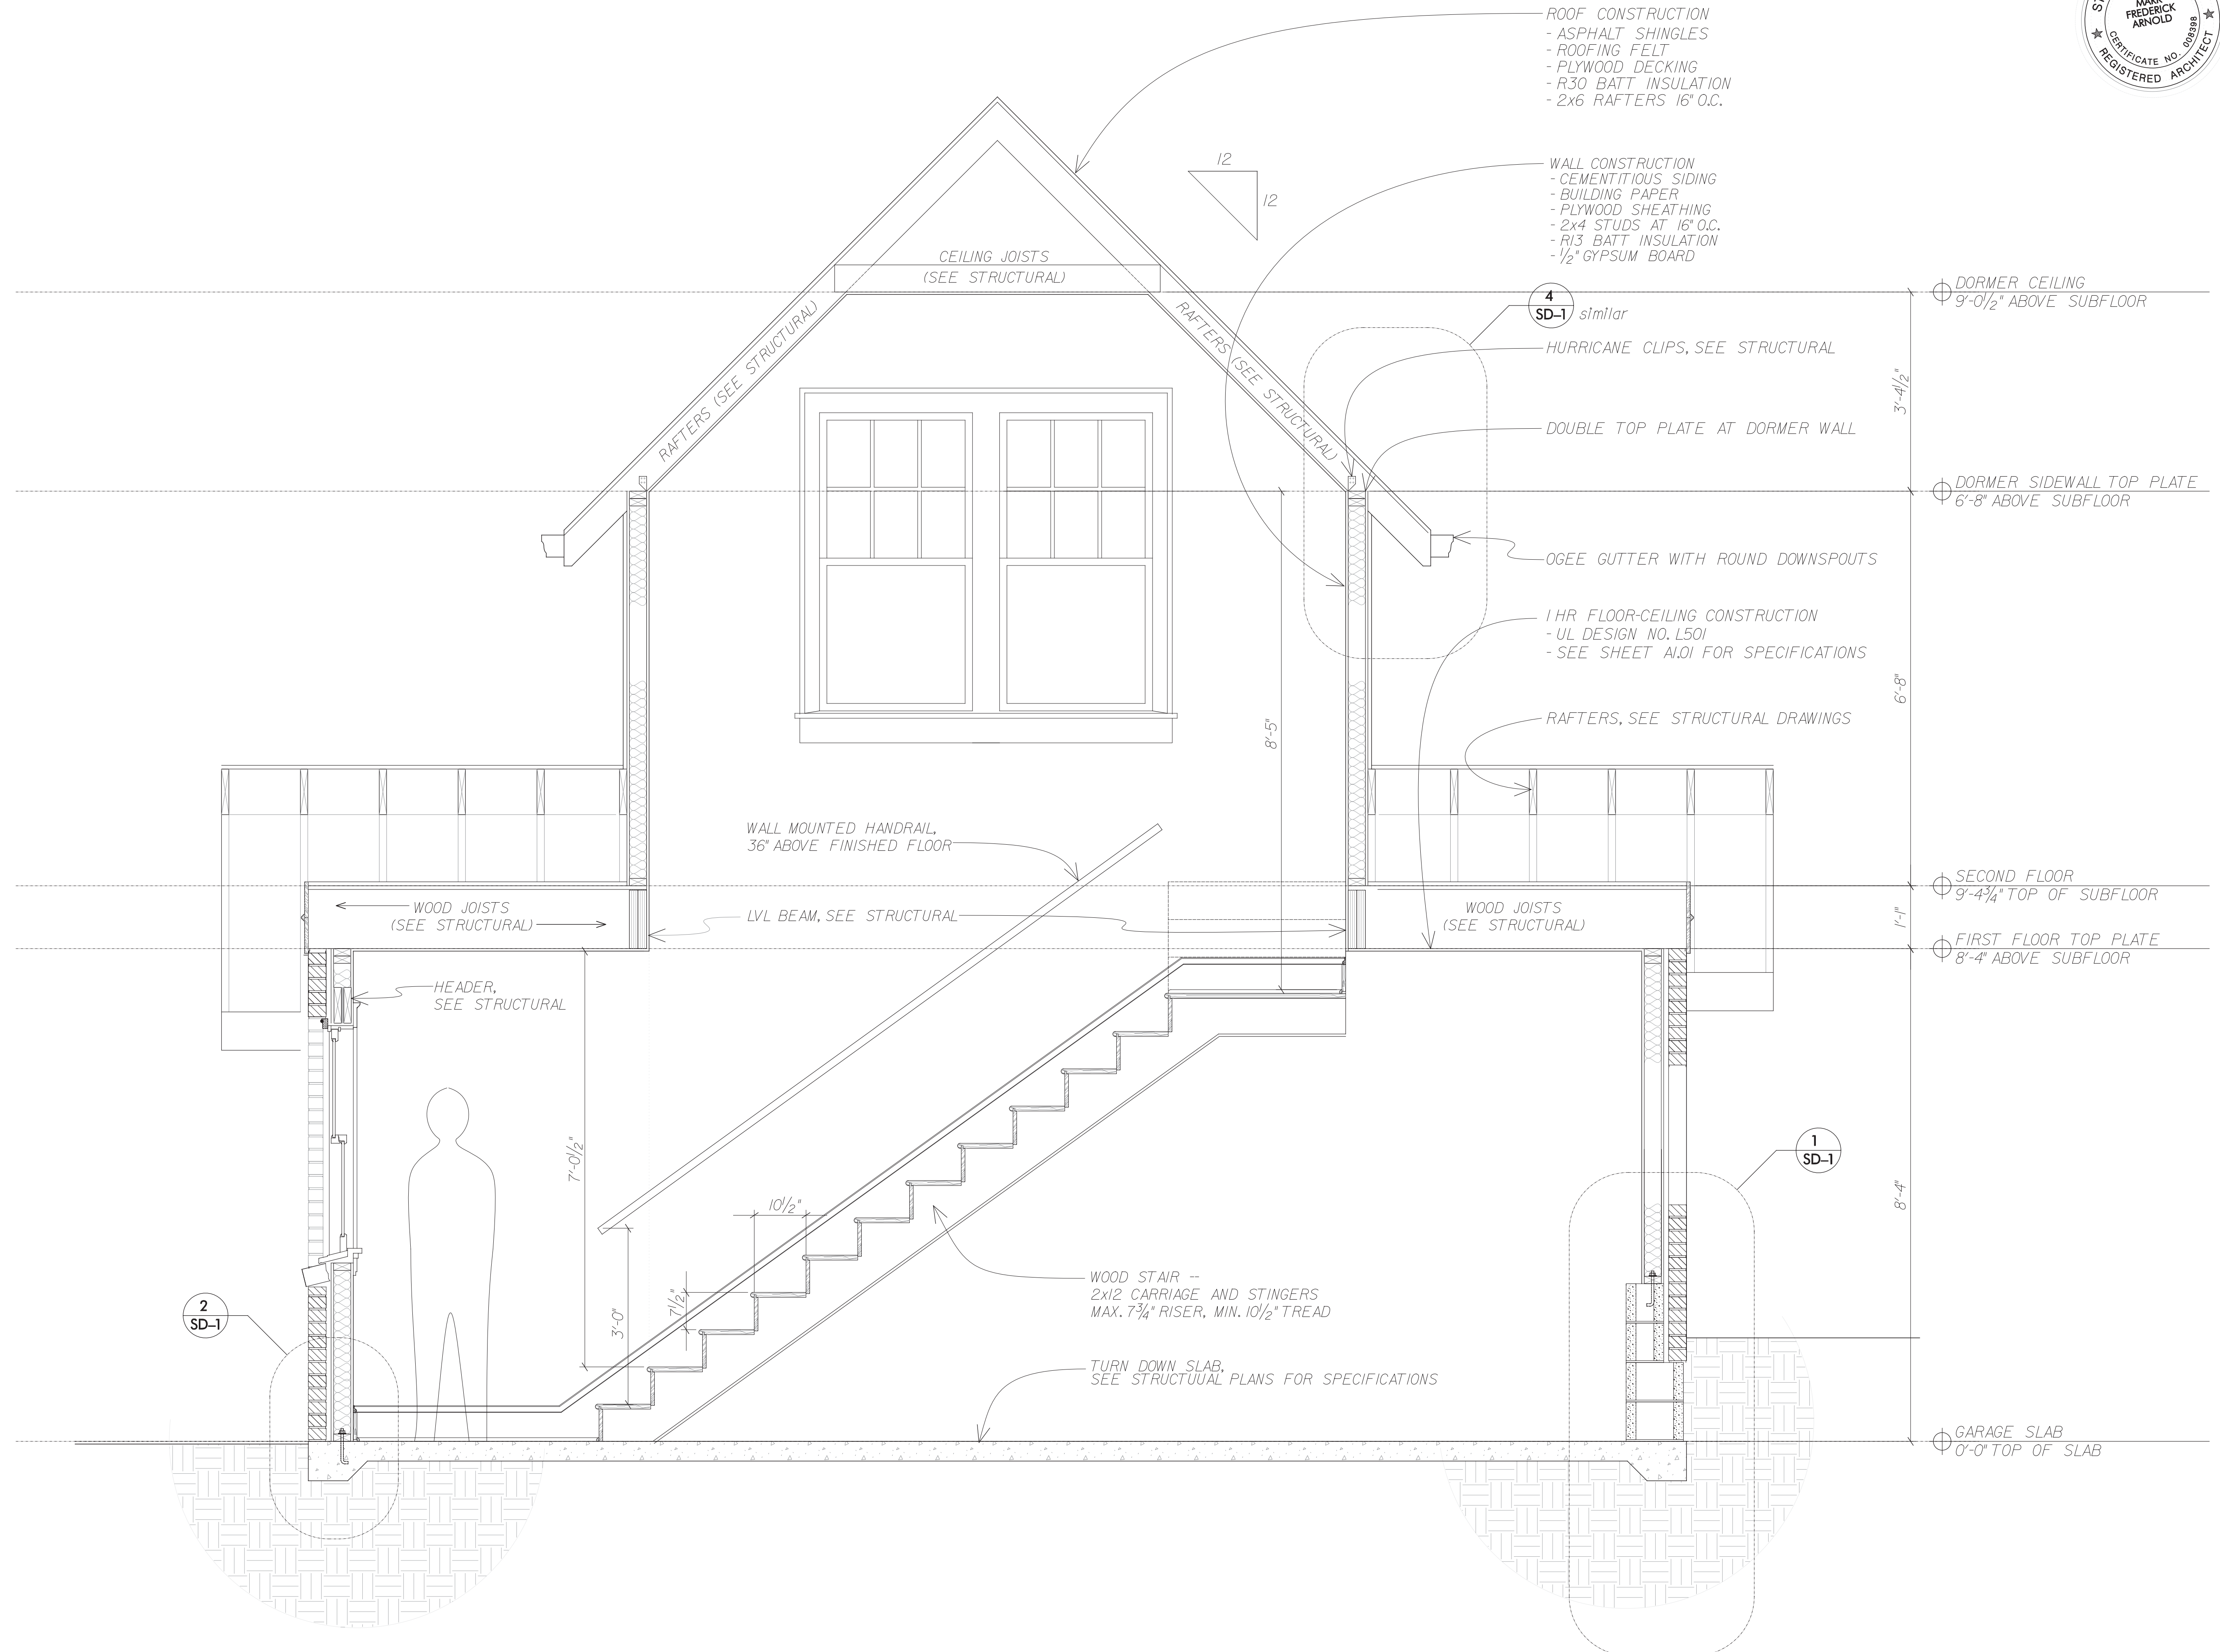 ROOF CONSTRUCTION
- ASPHALT SHINGLES
- ROOFING FELT
- PLYWOOD DECKING
- R30 BATT INSULATION
- 2x6 RAFTERS 16" O.C.
MARK
FREDERICK
ARNOLD
CERTIFICATE NO. 008398
REGISTERED ARCHITECT
12
12
WALL CONSTRUCTION
- CEMENTITIOUS SIDING
- BUILDING PAPER
- PLYWOOD SHEATHING
- 2x4 STUDS AT 16" O.C.
- R13 BATT INSULATION
- 1/2" GYPSUM BOARD
CEILING JOISTS
(SEE STRUCTURAL)
RAFTERS (SEE STRUCTURAL)
RAFTERS (SEE STRUCTURAL)
4
SD-1 similar
DORMER CEILING
9'-0 1/2" ABOVE SUBFLOOR
HURRICANE CLIPS, SEE STRUCTURAL
3'-4 1/2"
DOUBLE TOP PLATE AT DORMER WALL
DORMER SIDEWALL TOP PLATE
6'-8" ABOVE SUBFLOOR
OGEE GUTTER WITH ROUND DOWNSPOUTS
1 HR FLOOR-CEILING CONSTRUCTION
- UL DESIGN NO. L501
- SEE SHEET A1.01 FOR SPECIFICATIONS
6'-8"
8'-5"
RAFTERS, SEE STRUCTURAL DRAWINGS
WALL MOUNTED HANDRAIL,
36" ABOVE FINISHED FLOOR
WOOD JOISTS
(SEE STRUCTURAL)
LVL BEAM, SEE STRUCTURAL
WOOD JOISTS
(SEE STRUCTURAL)
SECOND FLOOR
9'-4 3/4" TOP OF SUBFLOOR
1'-1"
FIRST FLOOR TOP PLATE
8'-4" ABOVE SUBFLOOR
HEADER,
SEE STRUCTURAL
7'-0 1/2"
10 1/2"
1
SD-1
8'-4"
7 1/2"
3'-0"
WOOD STAIR --
2x12 CARRIAGE AND STINGERS
MAX. 7 3/4" RISER, MIN. 10 1/2" TREAD
2
SD-1
TURN DOWN SLAB,
SEE STRUCTUUAL PLANS FOR SPECIFICATIONS
GARAGE SLAB
0'-0" TOP OF SLAB